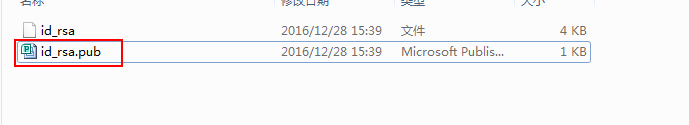 名称 修改日期 类型 大小
id_rsa 2016/12/28 15:39 文件 4 KB
id_rsa.pub 2016/12/28 15:39 Microsoft Publis... 1 KB